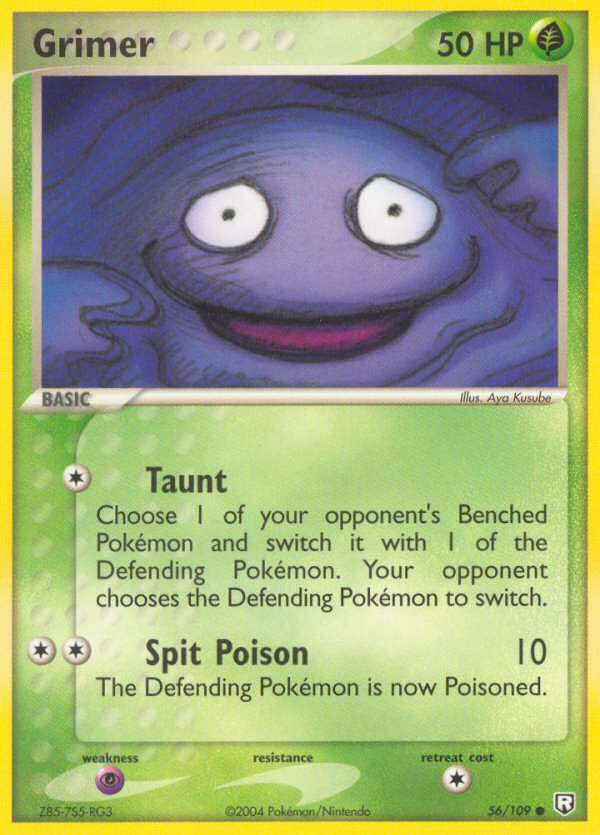 Grimer 50 HP
BASIC Illus. Aya Kusube
Taunt
Choose 1 of your opponent's Benched
Pokémon and switch it with 1 of the
Defending Pokémon. Your opponent
chooses the Defending Pokémon to switch.
Spit Poison 10
The Defending Pokémon is now Poisoned.
weakness resistance retreat cost
Z85-7S5-RG3 ©2004 Pokémon/Nintendo 56/109 R